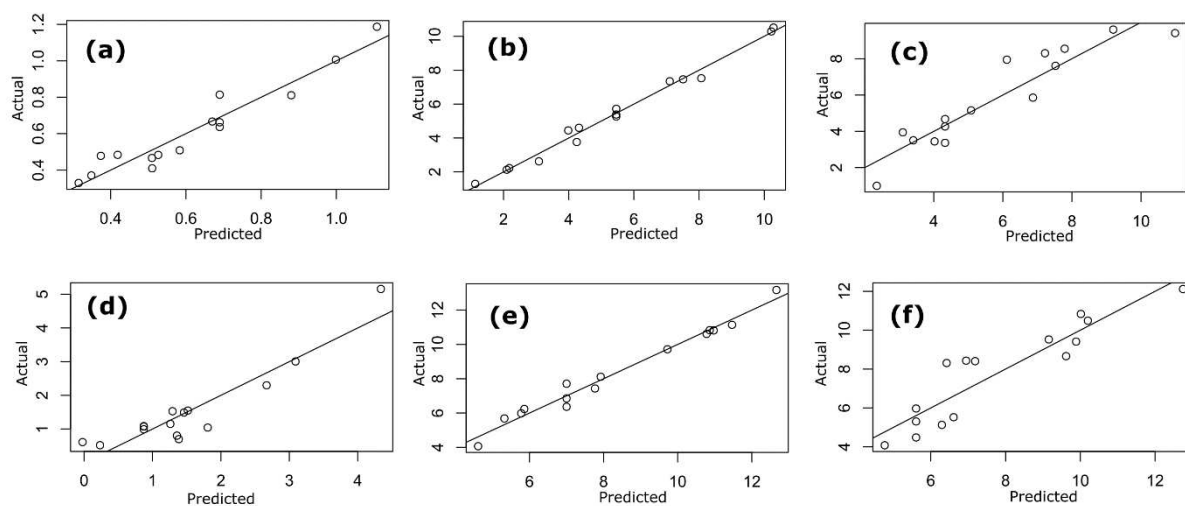 (a)
Actual
1.2
1.0
0.8
0.6
0.4
0.4 0.6 0.8 1.0
Predicted
(b)
Actual
10
8
6
4
2
2 4 6 8 10
Predicted
(c)
Actual
8
6
4
2
4 6 8 10
Predicted
(d)
Actual
5
4
3
2
1
0 1 2 3 4
Predicted
(e)
Actual
12
10
8
6
4
6 8 10 12
Predicted
(f)
Actual
12
10
8
6
4
6 8 10 12
Predicted